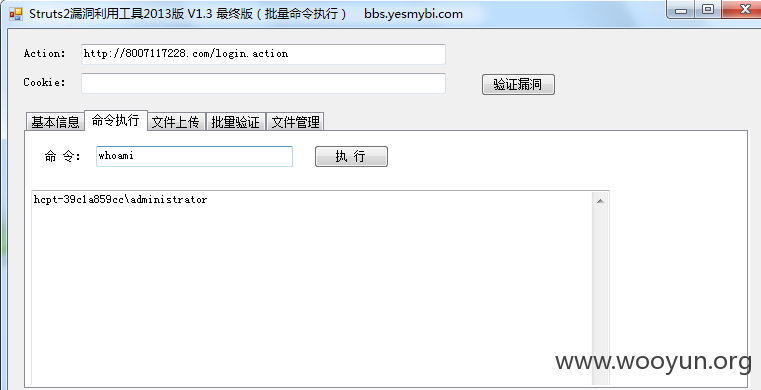 Struts2漏洞利用工具2013版 V1.3 最终版（批量命令执行） bbs.yesmybi.com
Action: http://8007117228.com/login.action
Cookie: 验证漏洞
基本信息 命令执行 文件上传 批量验证 文件管理
命 令: whoami 执 行
hcpt-39c1a859cc\administrator
www.wooyun.org